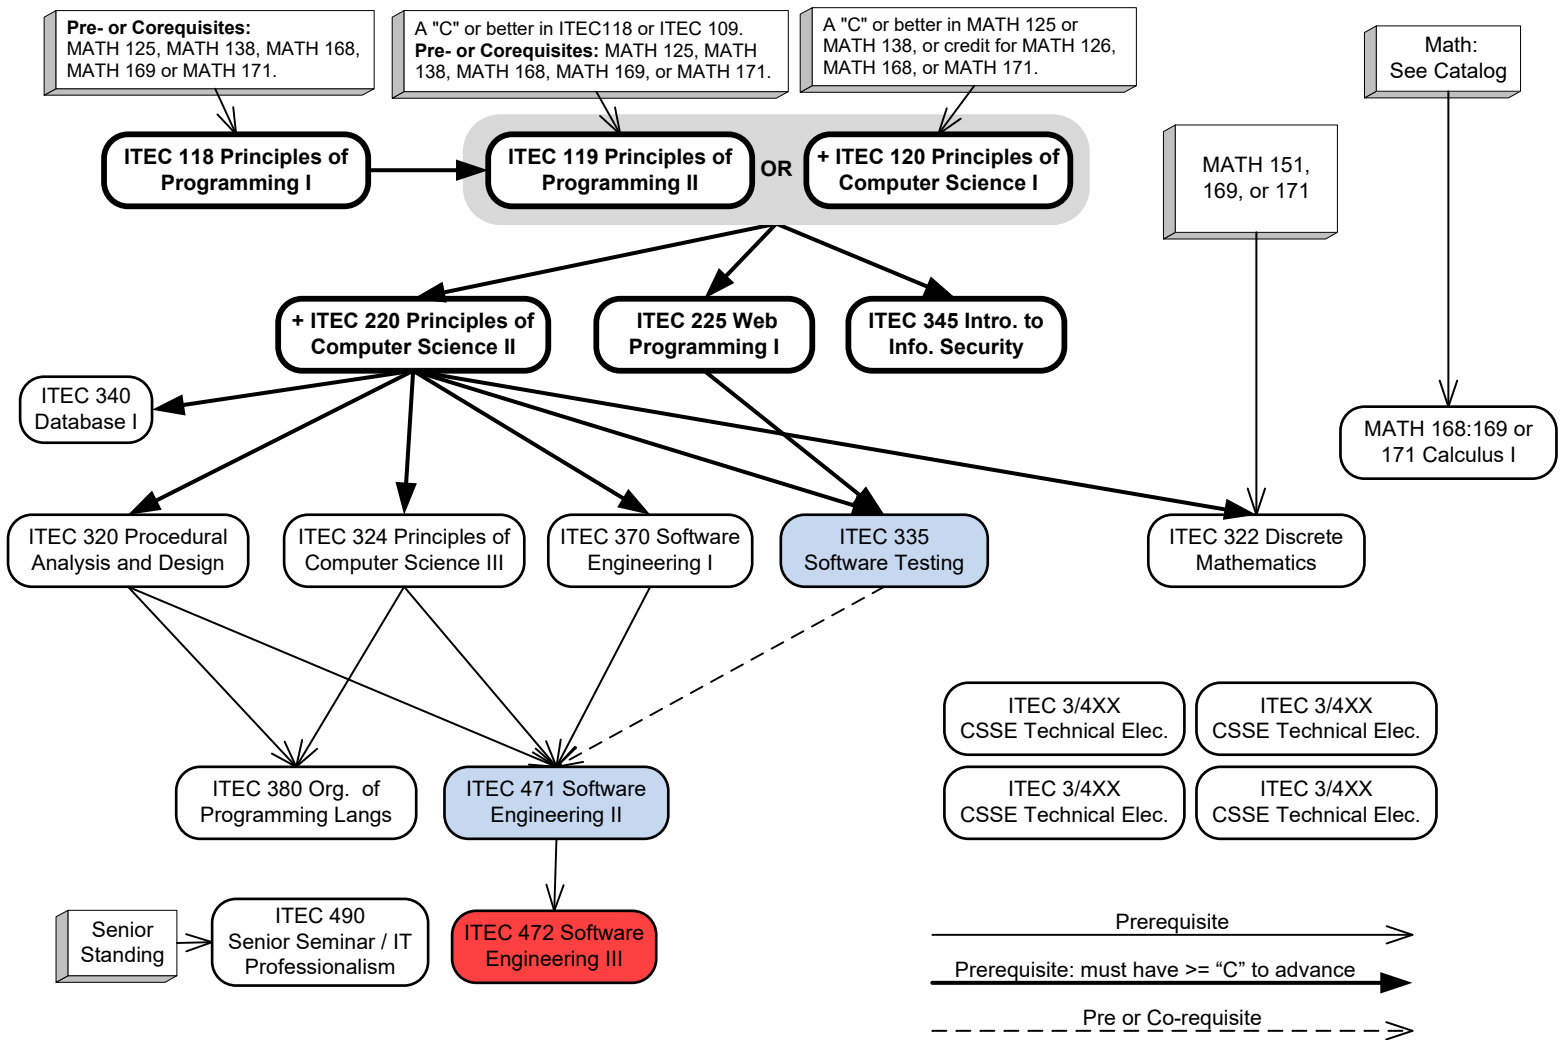 Pre- or Corequisites:
MATH 125, MATH 138, MATH 168,
MATH 169 or MATH 171.
A "C" or better in ITEC118 or ITEC 109.
Pre- or Corequisites: MATH 125, MATH
138, MATH 168, MATH 169, or MATH 171.
A "C" or better in MATH 125 or
MATH 138, or credit for MATH 126,
MATH 168, or MATH 171.
Math:
See Catalog
ITEC 118 Principles of
Programming I
ITEC 119 Principles of
Programming II
OR
+ ITEC 120 Principles of
Computer Science I
MATH 151,
169, or 171
+ ITEC 220 Principles of
Computer Science II
ITEC 225 Web
Programming I
ITEC 345 Intro. to
Info. Security
ITEC 340
Database I
MATH 168:169 or
171 Calculus I
ITEC 320 Procedural
Analysis and Design
ITEC 324 Principles of
Computer Science III
ITEC 370 Software
Engineering I
ITEC 335
Software Testing
ITEC 322 Discrete
Mathematics
ITEC 3/4XX
CSSE Technical Elec.
ITEC 3/4XX
CSSE Technical Elec.
ITEC 380 Org.  of
Programming Langs
ITEC 471 Software
Engineering II
ITEC 3/4XX
CSSE Technical Elec.
ITEC 3/4XX
CSSE Technical Elec.
Senior
Standing
ITEC 490
Senior Seminar / IT
Professionalism
ITEC 472 Software
Engineering III
Prerequisite
Prerequisite: must have >= “C” to advance
Pre or Co-requisite